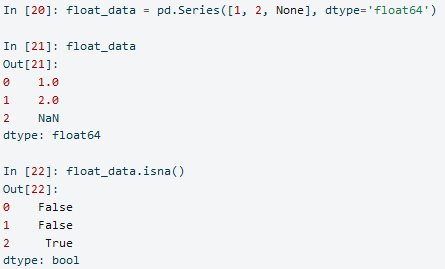 In [20]: float_data = pd.Series([1, 2, None], dtype='float64')
In [21]: float_data
Out[21]:
0    1.0
1    2.0
2    NaN
dtype: float64
In [22]: float_data.isna()
Out[22]:
0    False
1    False
2     True
dtype: bool